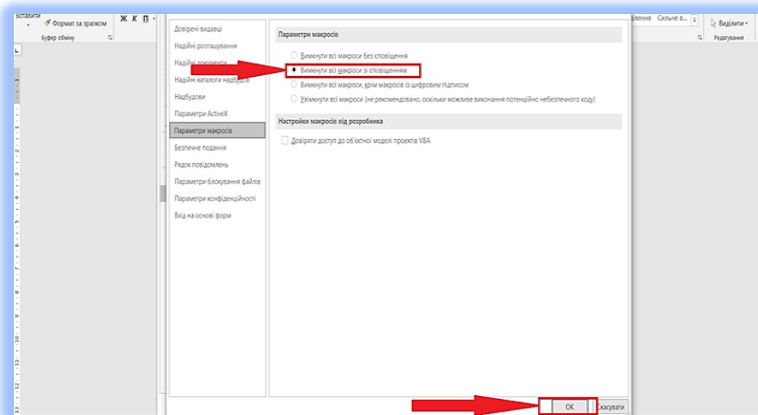 Вставити
Формат за зразком
Ж К П
Буфер обміну
Виділити
Редагування
Довірені видавці
Надійні розташування
Надійні документи
Надійні каталоги надбудов
Надбудови
Параметри ActiveX
Параметри макросів
Безпечне подання
Рядок повідомлень
Параметри блокування файлів
Параметри конфіденційності
Вхід на основі форм
Параметри макросів
Вимкнути всі макроси без сповіщення
Вимкнути всі макроси зі сповіщенням
Вимкнути всі макроси, крім макросів із цифровим підписом
Увімкнути всі макроси (не рекомендовано, оскільки можливе виконання потенційно небезпечного коду)
Настройки макросів від розробника
Довіряти доступ до об'єктної моделі проектів VBA
ОК
Скасувати